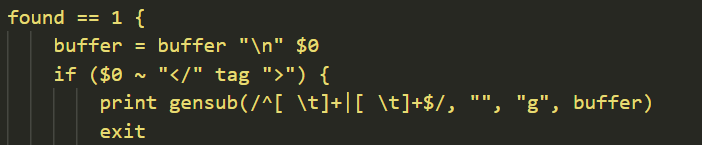 found == 1 {
    buffer = buffer "\n" $0
    if ($0 ~ "</" tag ">") {
        print gensub(/^[ \t]+|[ \t]+$/, "", "g", buffer)
        exit